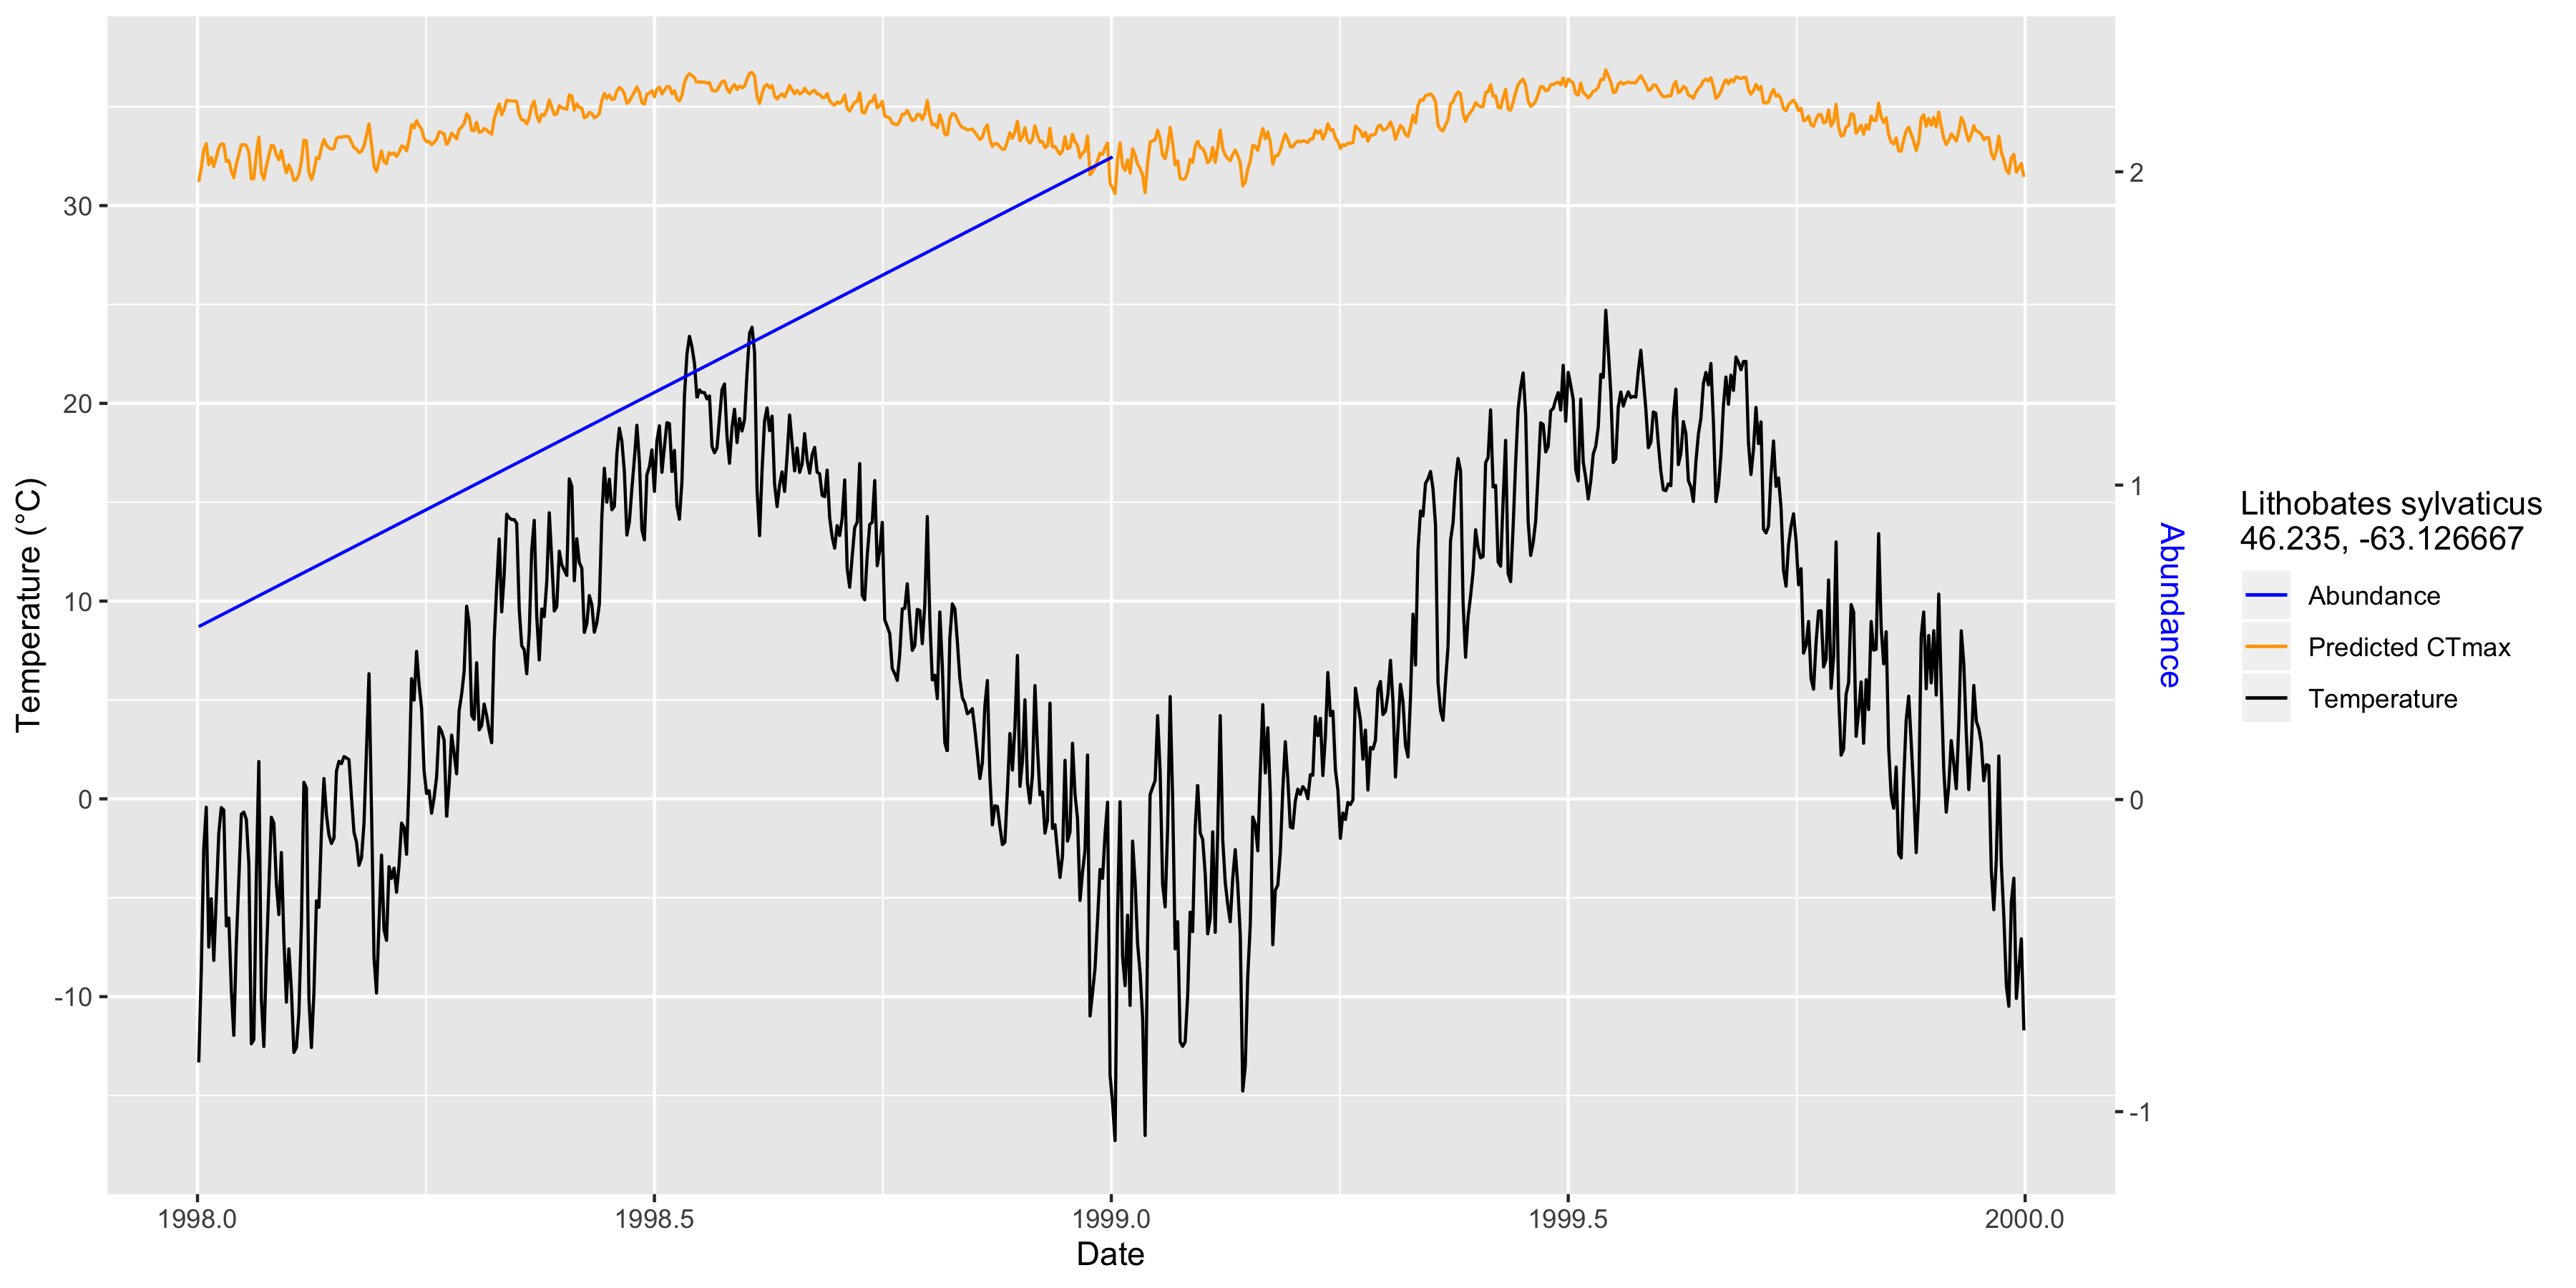 30
20
10
0
-10
Temperature (°C)
1998.0
1998.5
1999.0
1999.5
2000.0
Date
2
1
0
-1
Abundance
Lithobates sylvaticus
46.235, -63.126667
Abundance
Predicted CTmax
Temperature